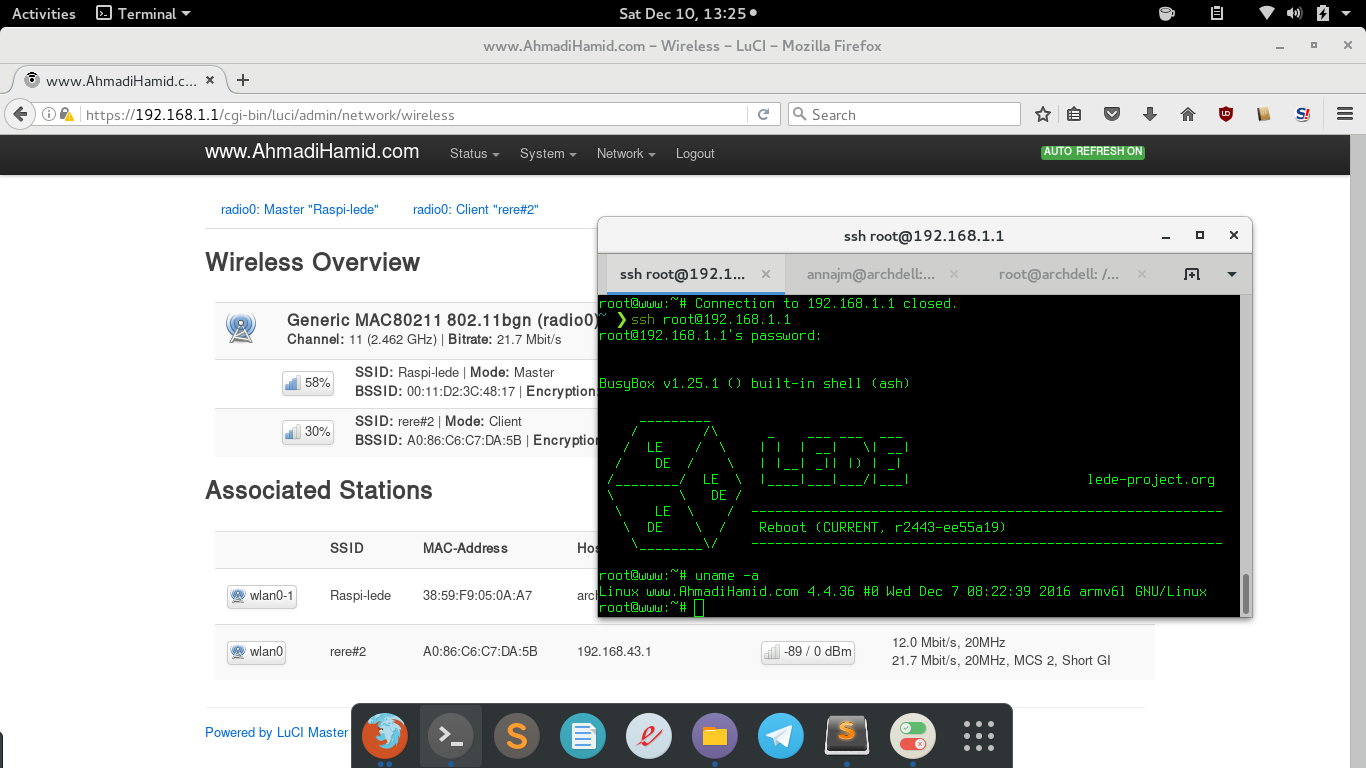 Activities
Terminal
Sat Dec 10, 13:25
www.AhmadiHamid.com - Wireless - LuCI - Mozilla Firefox
www.AhmadiHamid.c...
https://192.168.1.1/cgi-bin/luci/admin/network/wireless
Search
www.AhmadiHamid.com Status System Network Logout AUTO REFRESH ON
radio0: Master "Raspi-lede" radio0: Client "rere#2"
Wireless Overview
Generic MAC80211 802.11bgn (radio0)
Channel: 11 (2.462 GHz) | Bitrate: 21.7 Mbit/s
58%
SSID: Raspi-lede | Mode: Master
BSSID: 00:11:D2:3C:48:17 | Encryption
30%
SSID: rere#2 | Mode: Client
BSSID: A0:86:C6:C7:DA:5B | Encryption
Associated Stations
SSID MAC-Address Hos
wlan0-1 Raspi-lede 38:59:F9:05:0A:A7 arc
wlan0 rere#2 A0:86:C6:C7:DA:5B 192.168.43.1 -89 / 0 dBm
12.0 Mbit/s, 20MHz
21.7 Mbit/s, 20MHz, MCS 2, Short GI
Powered by LuCI Master
ssh root@192.168.1.1
ssh root@192.1... annajm@archdell:... root@archdell: /...
root@www:~# Connection to 192.168.1.1 closed.
~ ❯ ssh root@192.168.1.1
root@192.168.1.1's password:
BusyBox v1.25.1 () built-in shell (ash)
LE
DE
LE
DE
LE
DE
LEDE
lede-project.org
Reboot (CURRENT, r2443-ee55a19)
root@www:~# uname -a
Linux www.AhmadiHamid.com 4.4.36 #0 Wed Dec 7 08:22:39 2016 armv6l GNU/Linux
root@www:~#